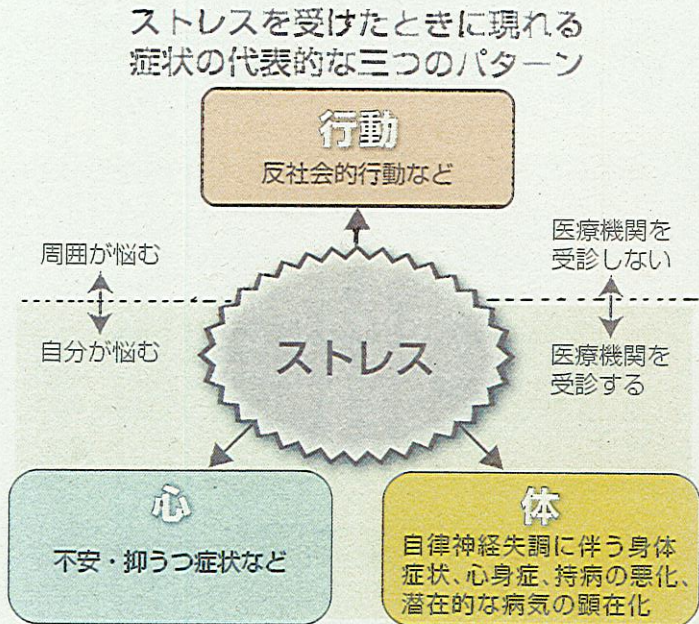 ストレスを受けたときに現れる
症状の代表的な三つのパターン
行動
反社会的行動など
周囲が悩む
自分が悩む
医療機関を
受診しない
医療機関を
受診する
ストレス
心
不安・抑うつ症状など
体
自律神経失調に伴う身体
症状、心身症、持病の悪化、
潜在的な病気の顕在化